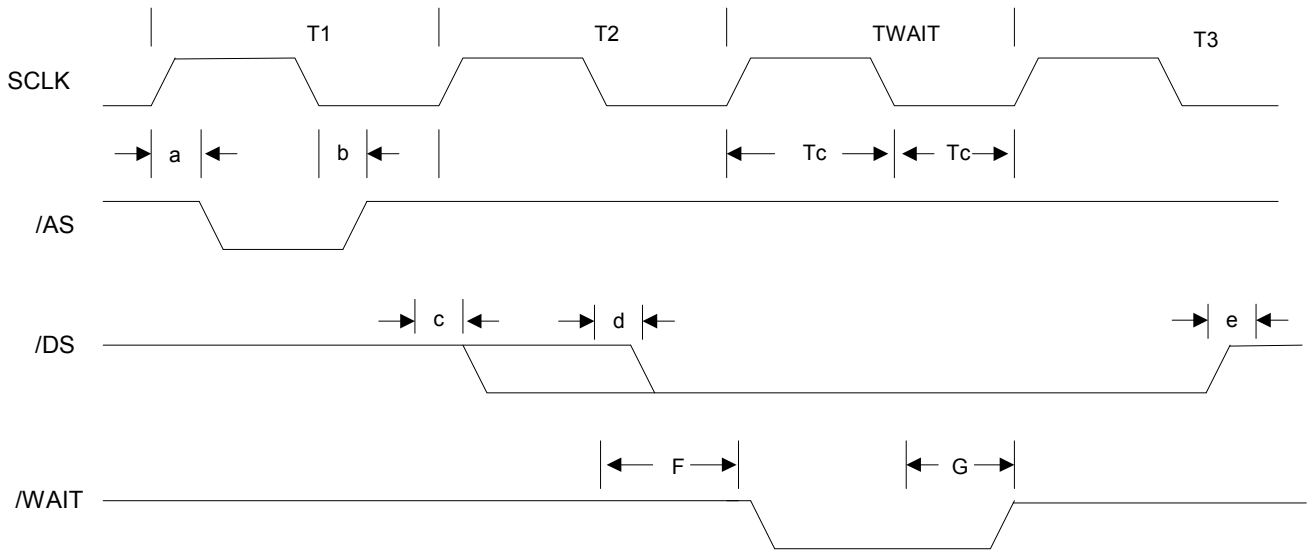 T1 T2 TWAIT T3
SCLK
a b Tc Tc
/AS
c d e
/DS
F G
/WAIT